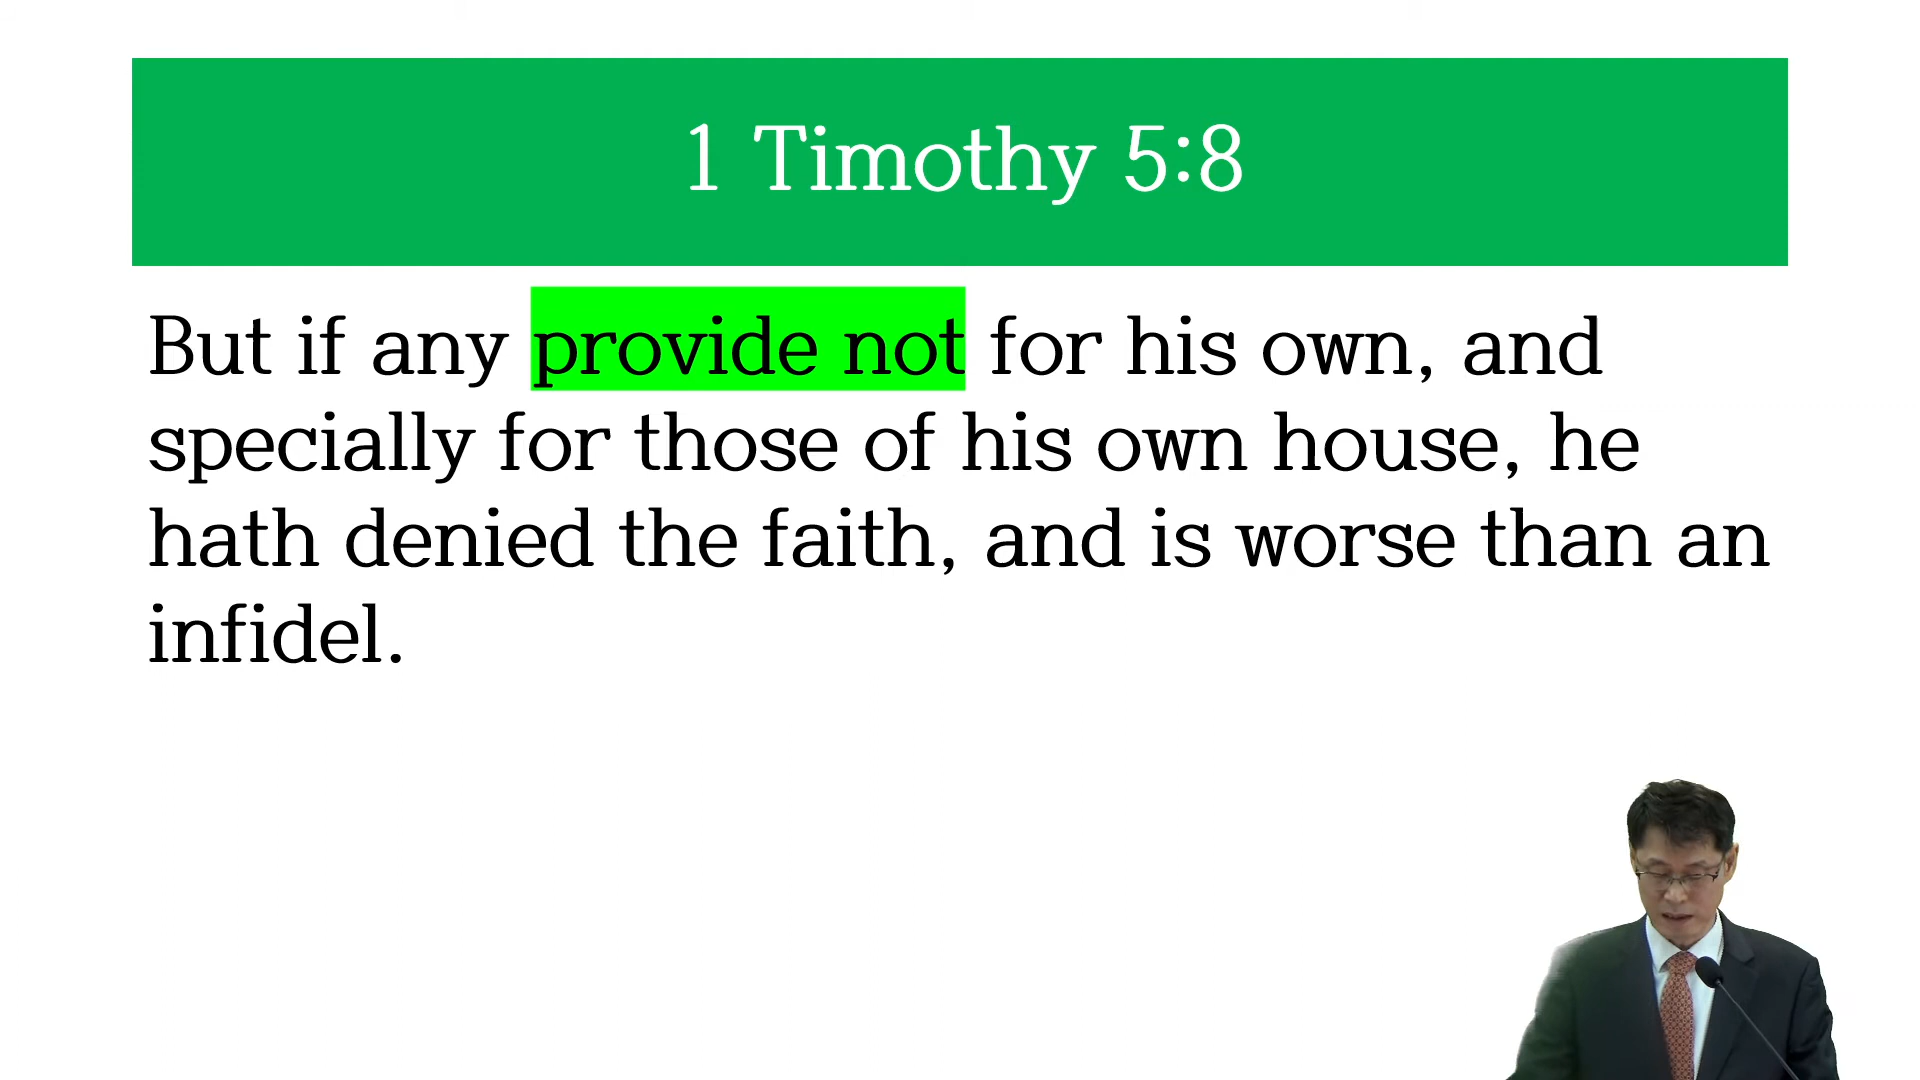 1 Timothy 5:8
But if any provide not for his own, and
specially for those of his own house, he
hath denied the faith, and is worse than an
infidel.